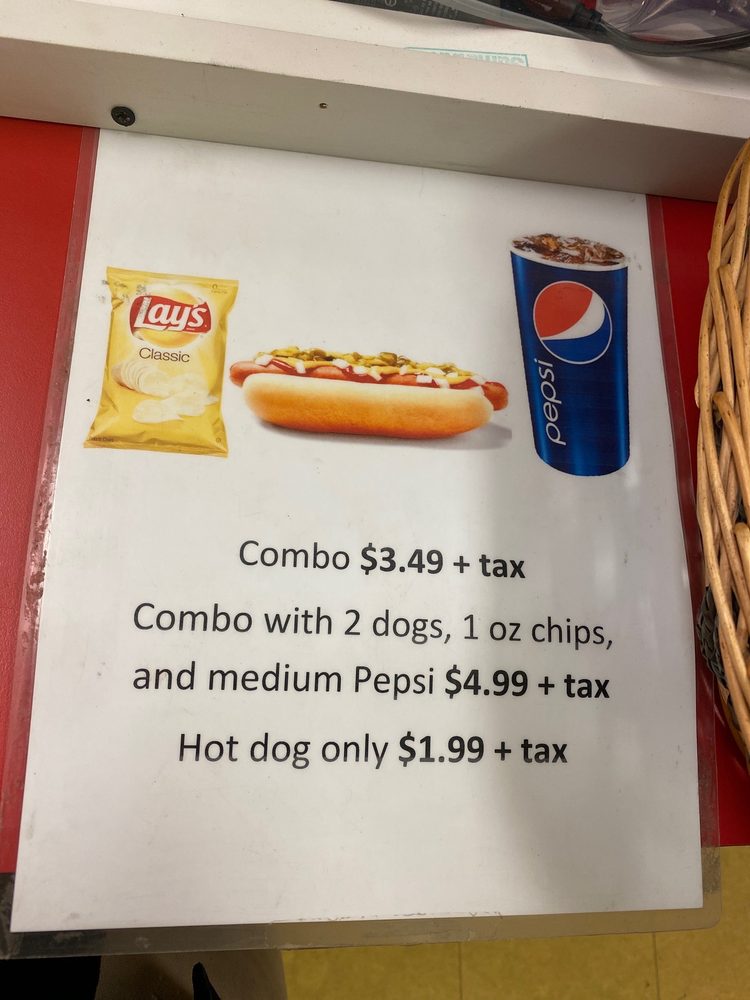 Lay's
Classic
pepsi
Combo $3.49 + tax
Combo with 2 dogs, 1 oz chips,
and medium Pepsi $4.99 + tax
Hot dog only $1.99 + tax